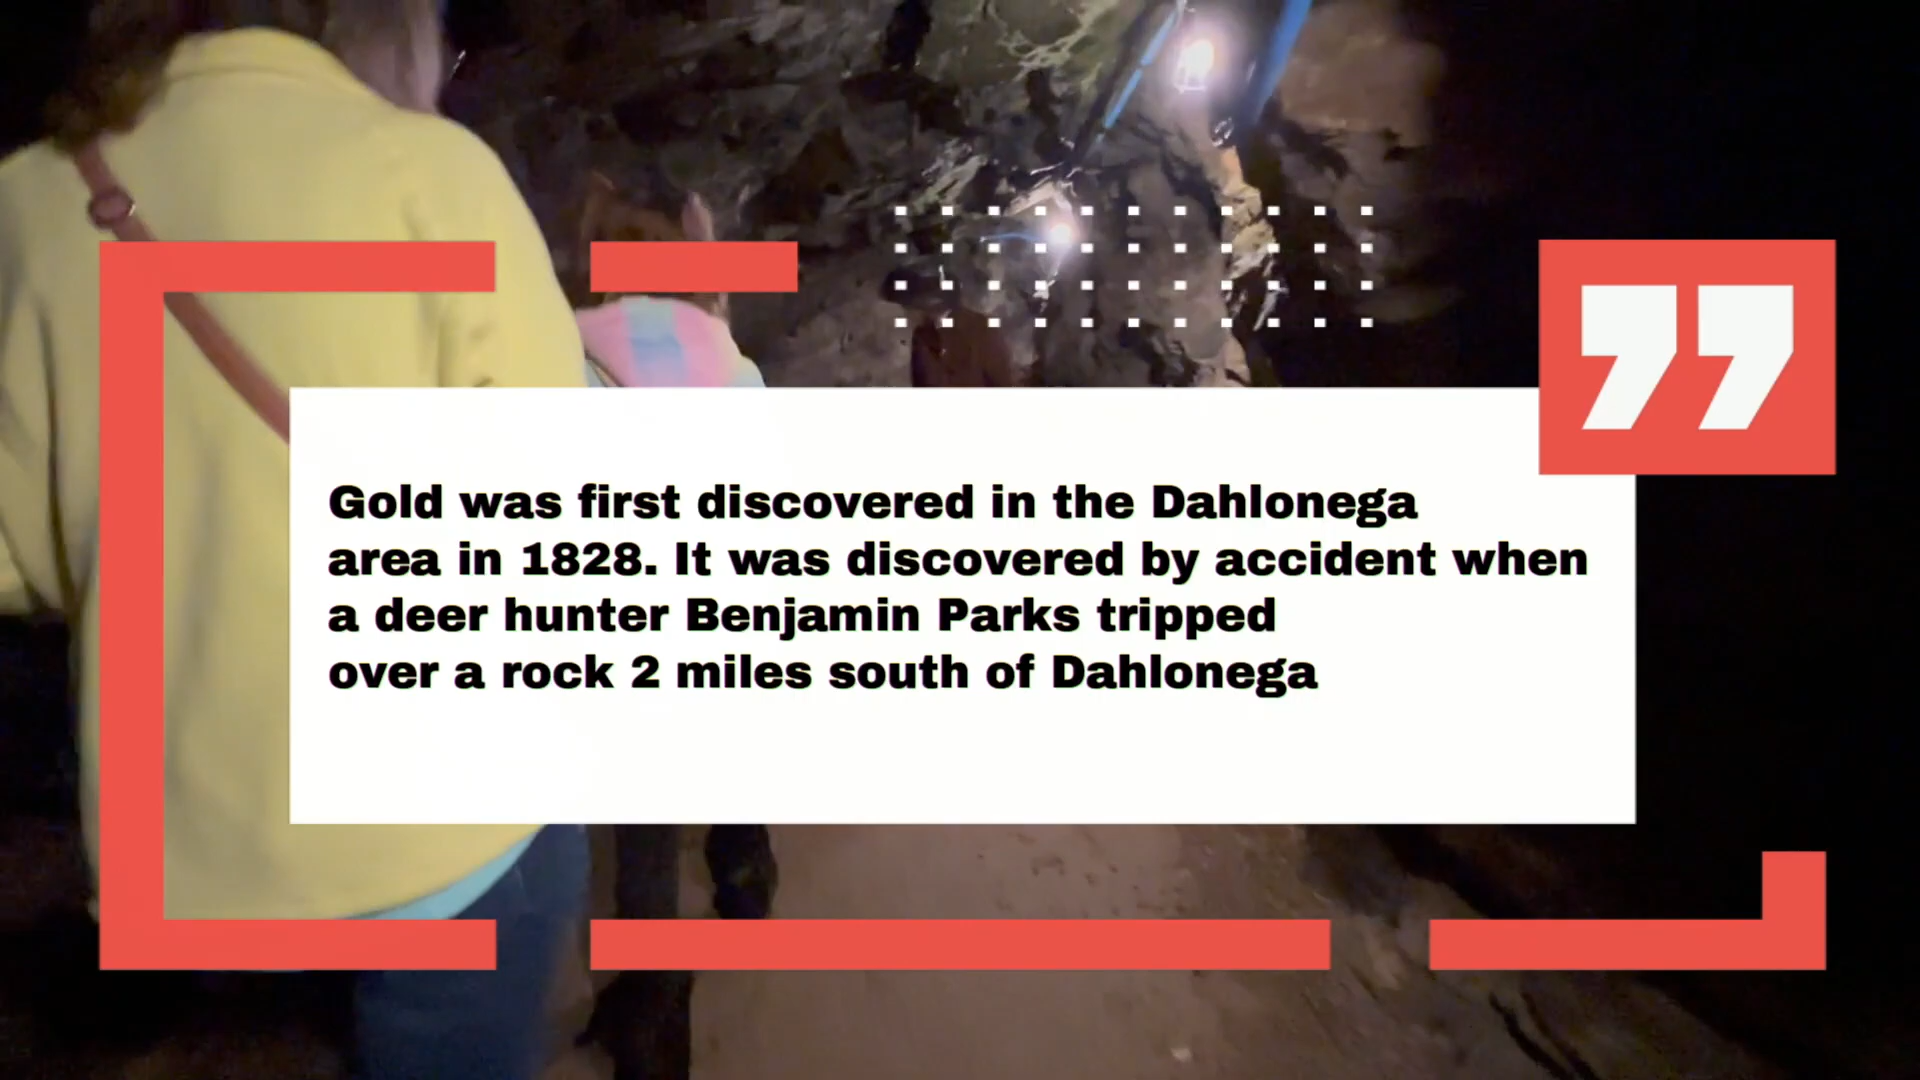 Gold was first discovered in the Dahlonega
area in 1828. It was discovered by accident when
a deer hunter Benjamin Parks tripped
over a rock 2 miles south of Dahlonega